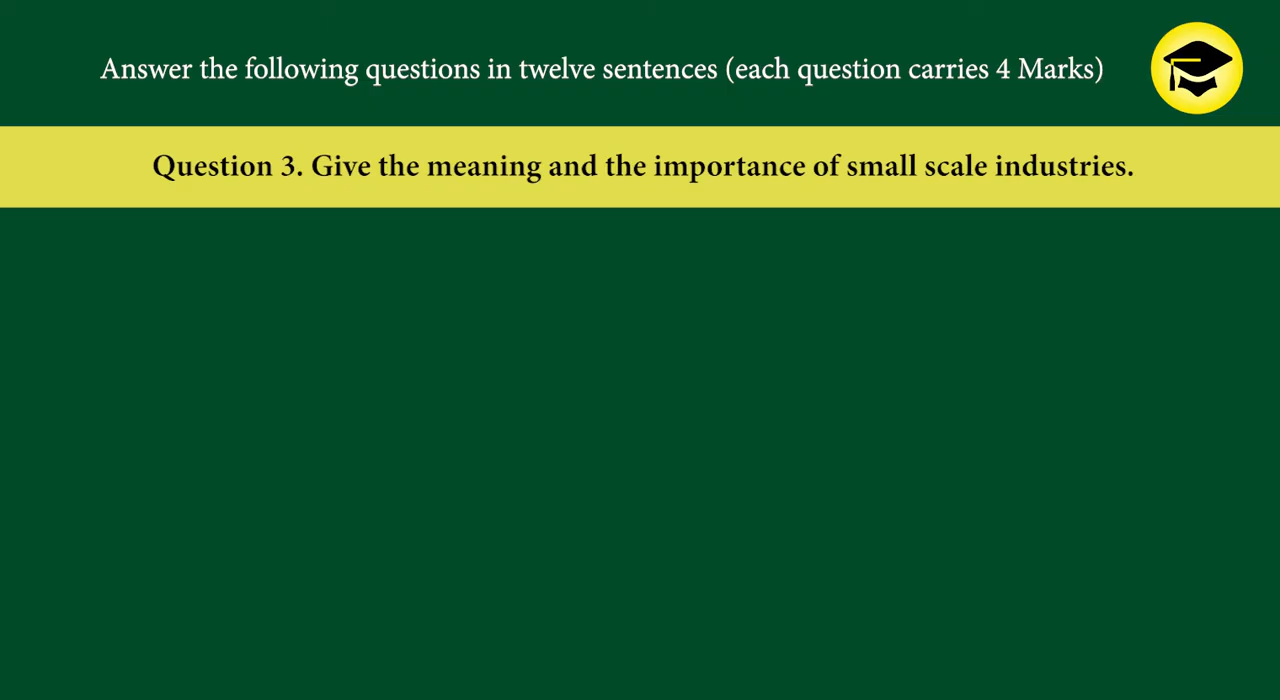 Answer the following questions in twelve sentences (each question carries 4 Marks)
Question 3. Give the meaning and the importance of small scale industries.